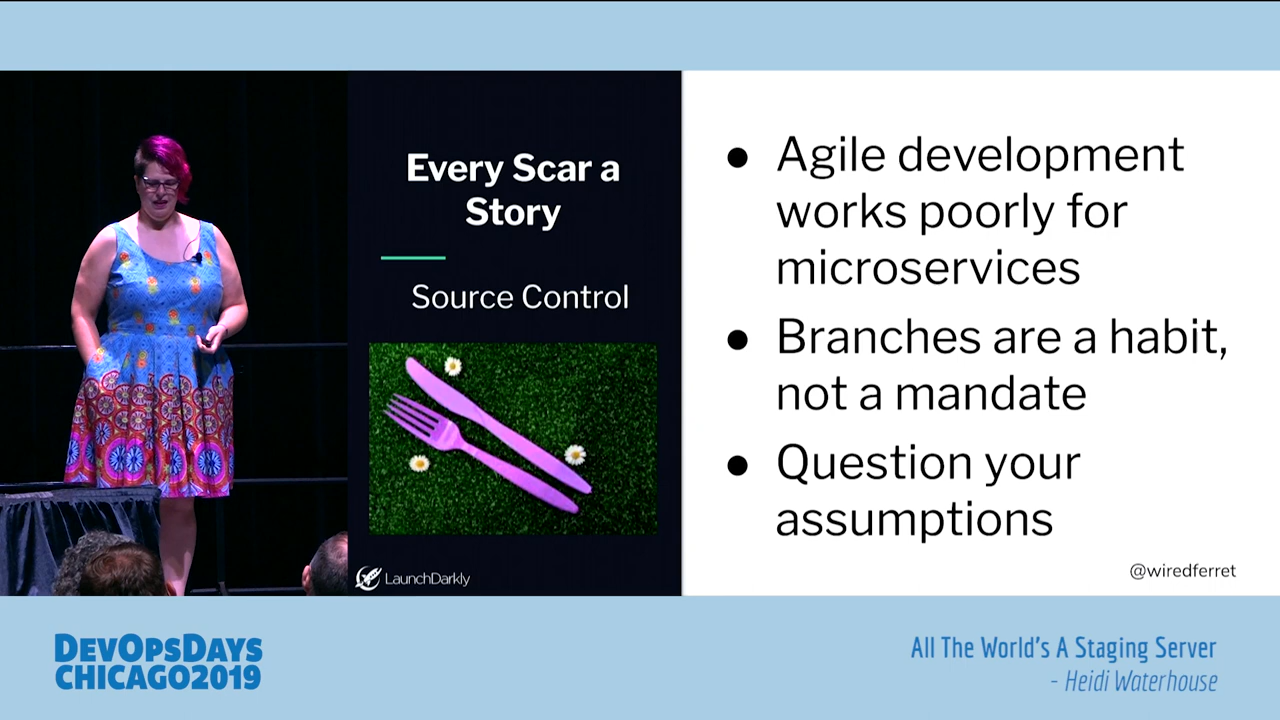 Every Scar a
Story
Source Control
LaunchDarkly
• Agile development
works poorly for
microservices
• Branches are a habit,
not a mandate
• Question your
assumptions
@wiredferret
DEVOPSDAYS
CHICAGO2019
All The World's A Staging Server
- Heidi Waterhouse